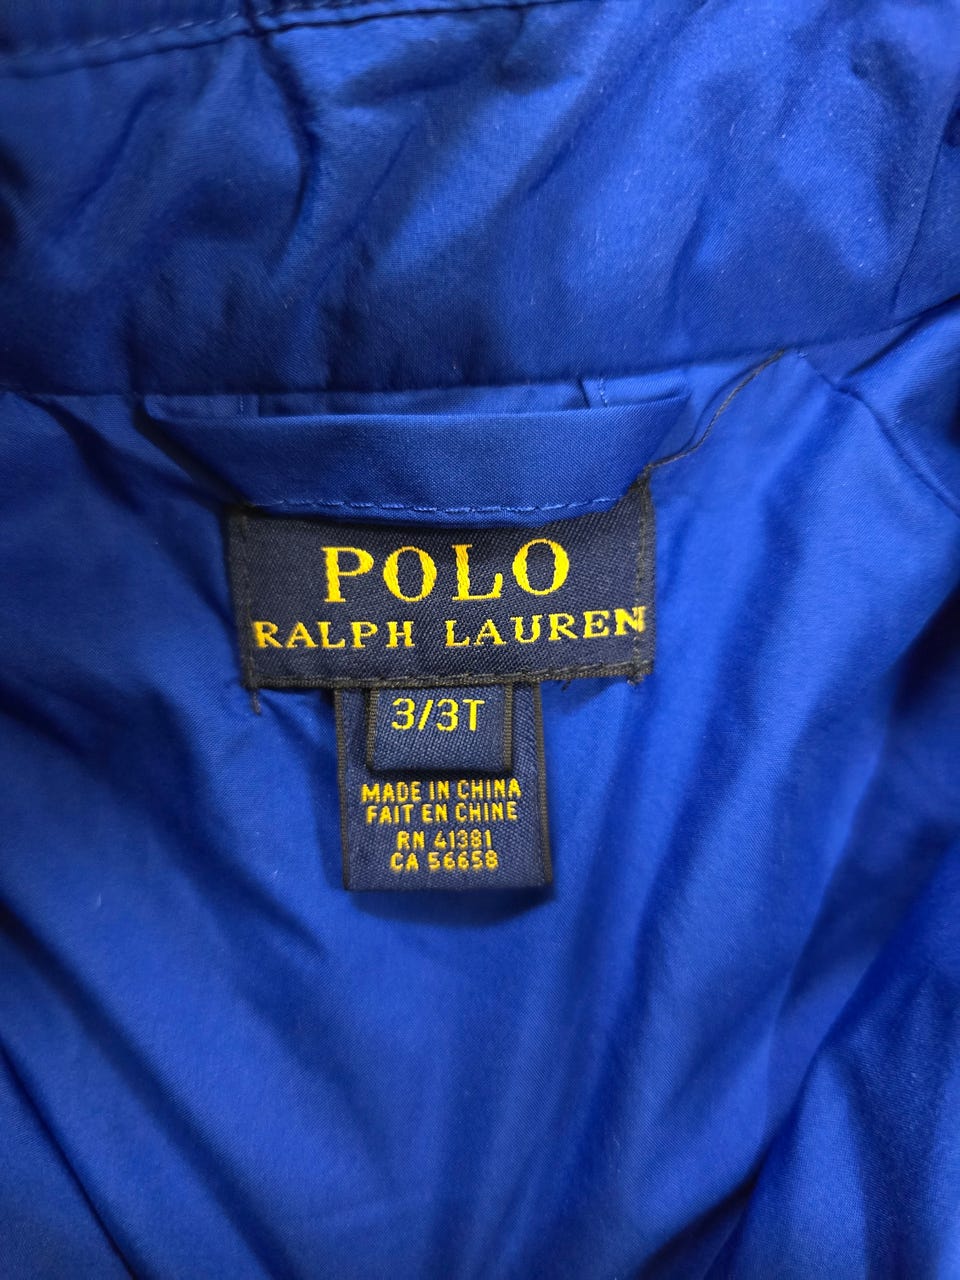 POLO
RALPH LAUREN
3/3T
MADE IN CHINA
FAIT EN CHINE
RN 41381
CA 56658